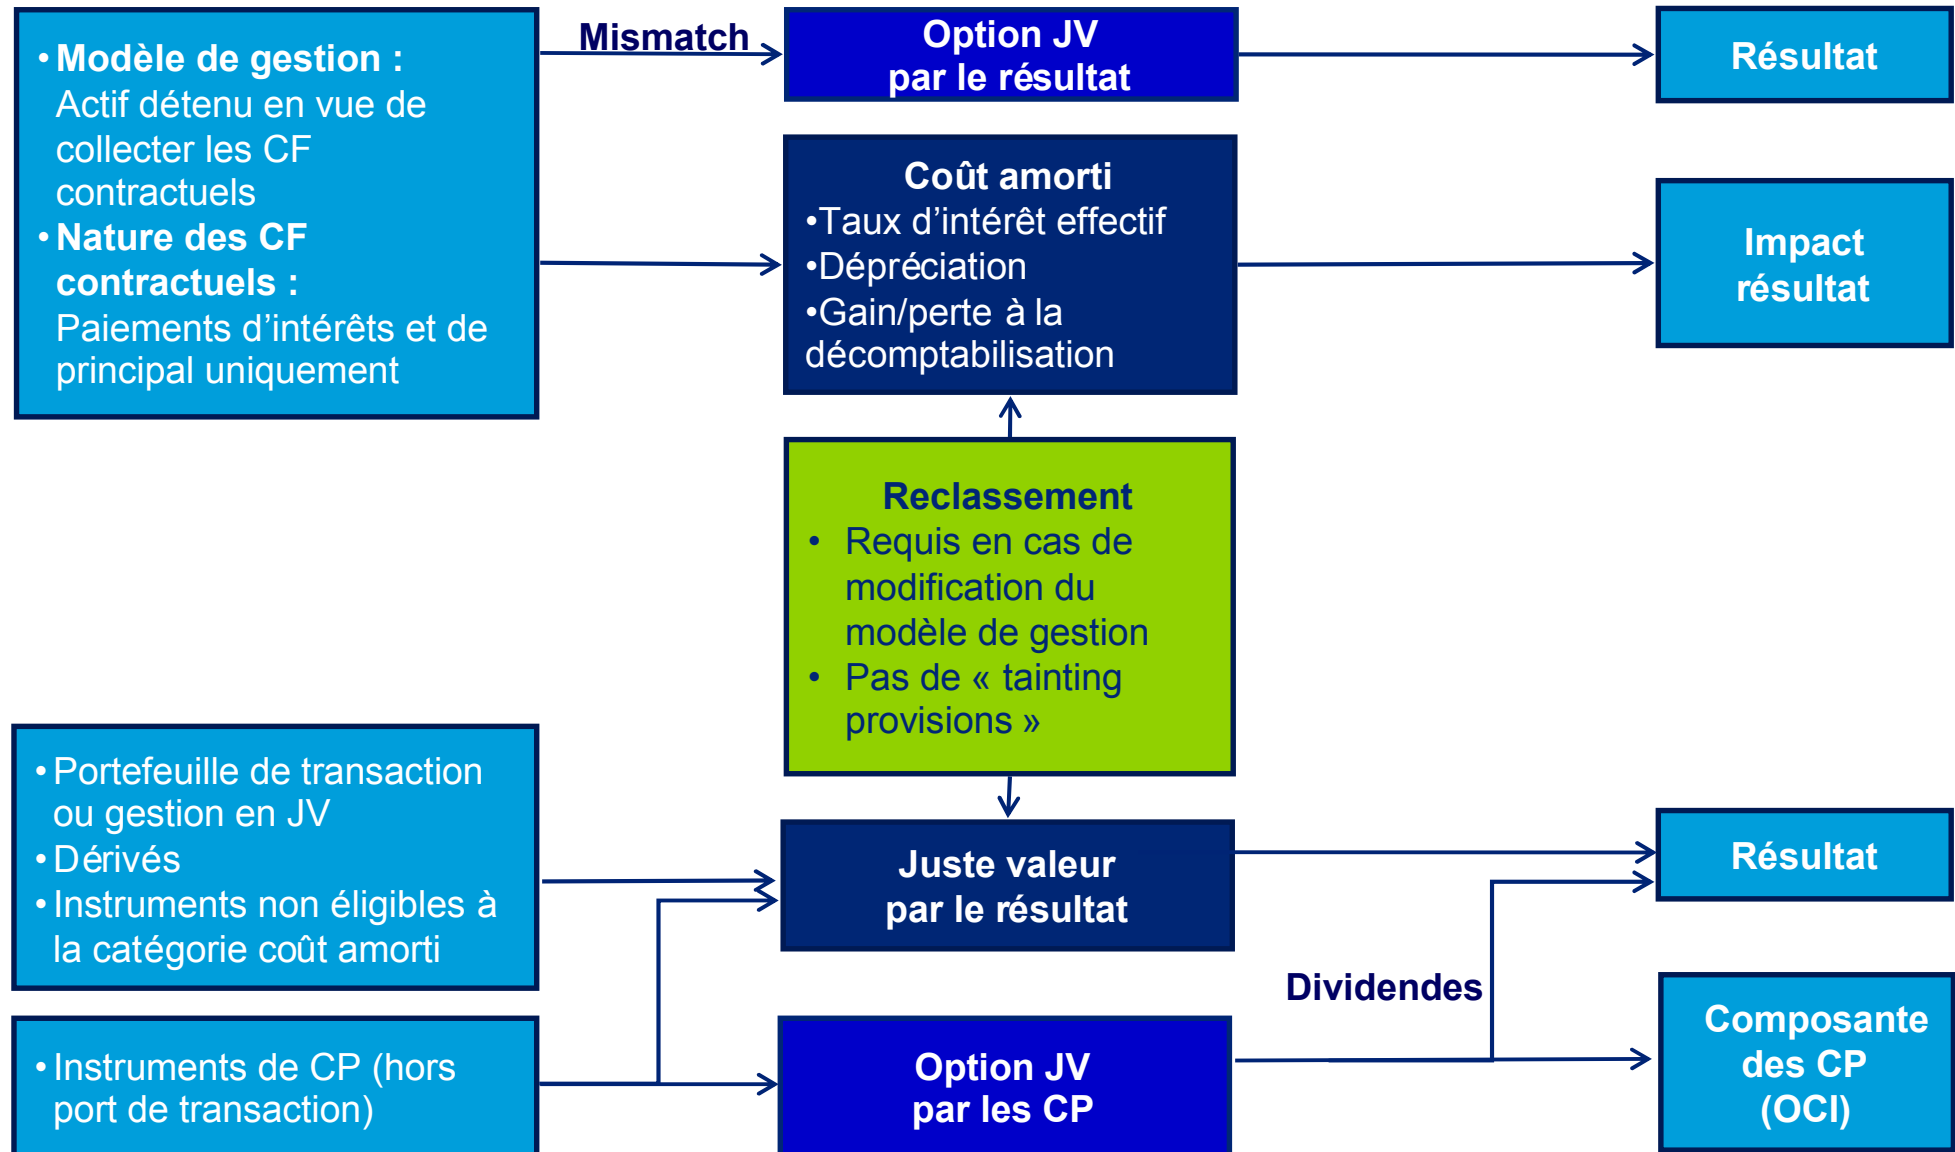 • Modèle de gestion :
Actif détenu en vue de
collecter les CF
contractuels
• Nature des CF
contractuels :
Paiements d’intérêts et de
principal uniquement
Mismatch
Option JV
par le résultat
Résultat
Coût amorti
•Taux d’intérêt effectif
•Dépréciation
•Gain/perte à la
décomptabilisation
Impact
résultat
Reclassement
• Requis en cas de
modification du
modèle de gestion
• Pas de « tainting
provisions »
• Portefeuille de transaction
ou gestion en JV
• Dérivés
• Instruments non éligibles à
la catégorie coût amorti
Juste valeur
par le résultat
Résultat
Dividendes
• Instruments de CP (hors
port de transaction)
Option JV
par les CP
Composante
des CP
(OCI)